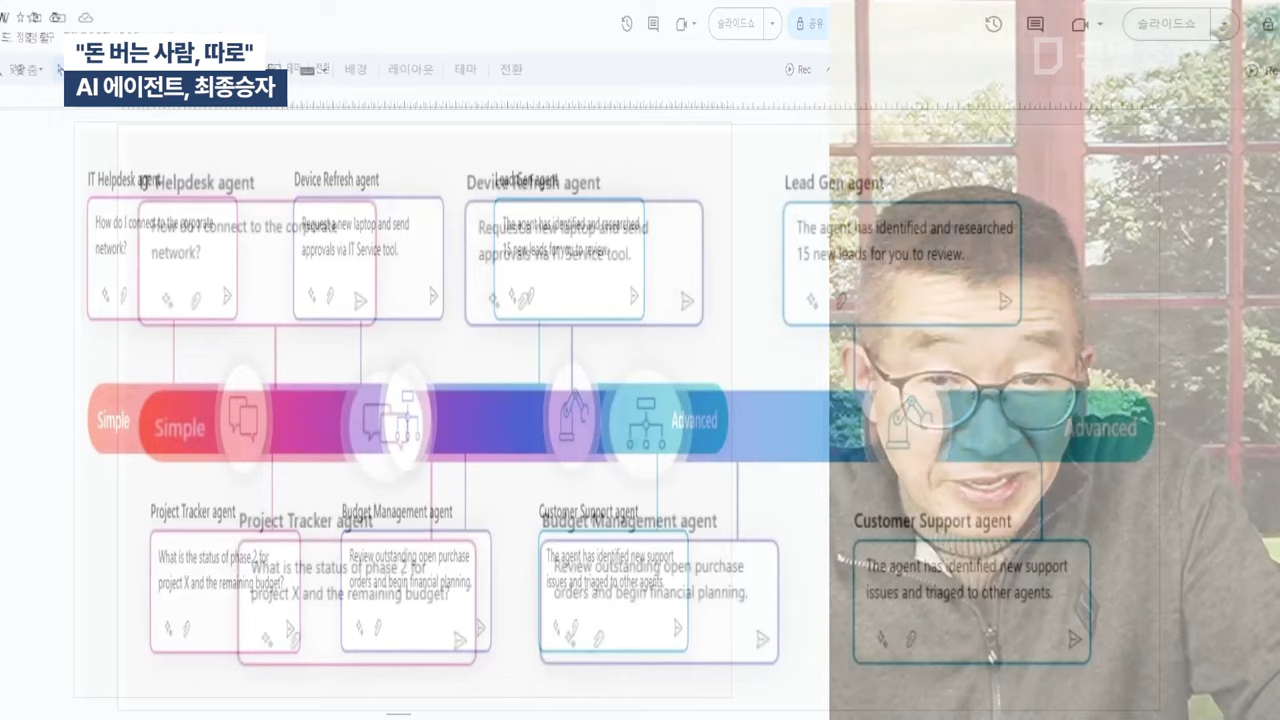 "돈 버는 사람, 따로"
AI 에이전트, 최종승자
슬라이드쇼
공유
슬라이드쇼
배경
레이아웃
테마
전환
Rec
IT Helpdesk agent
How do I connect to the corporate
network?
Device Refresh agent
Request a new laptop and send
approvals via IT Service tool.
Lead Gen agent
The agent has identified and researched
15 new leads for you to review.
IT Helpdesk agent
How do I connect to the corporate
network?
Device Refresh agent
Request a new laptop and send
approvals via IT Service tool.
Lead Gen agent
The agent has identified and researched
15 new leads for you to review.
Simple
Advanced
Simple
Advanced
Project Tracker agent
What is the status of phase 2 for
project X and the remaining budget?
Budget Management agent
Review outstanding open purchase
orders and begin financial planning.
Customer Support agent
The agent has identified new support
issues and triaged to other agents.
Project Tracker agent
What is the status of phase 2 for
project X and the remaining budget?
Budget Management agent
Review outstanding open purchase
orders and begin financial planning.
Customer Support agent
The agent has identified new support
issues and triaged to other agents.